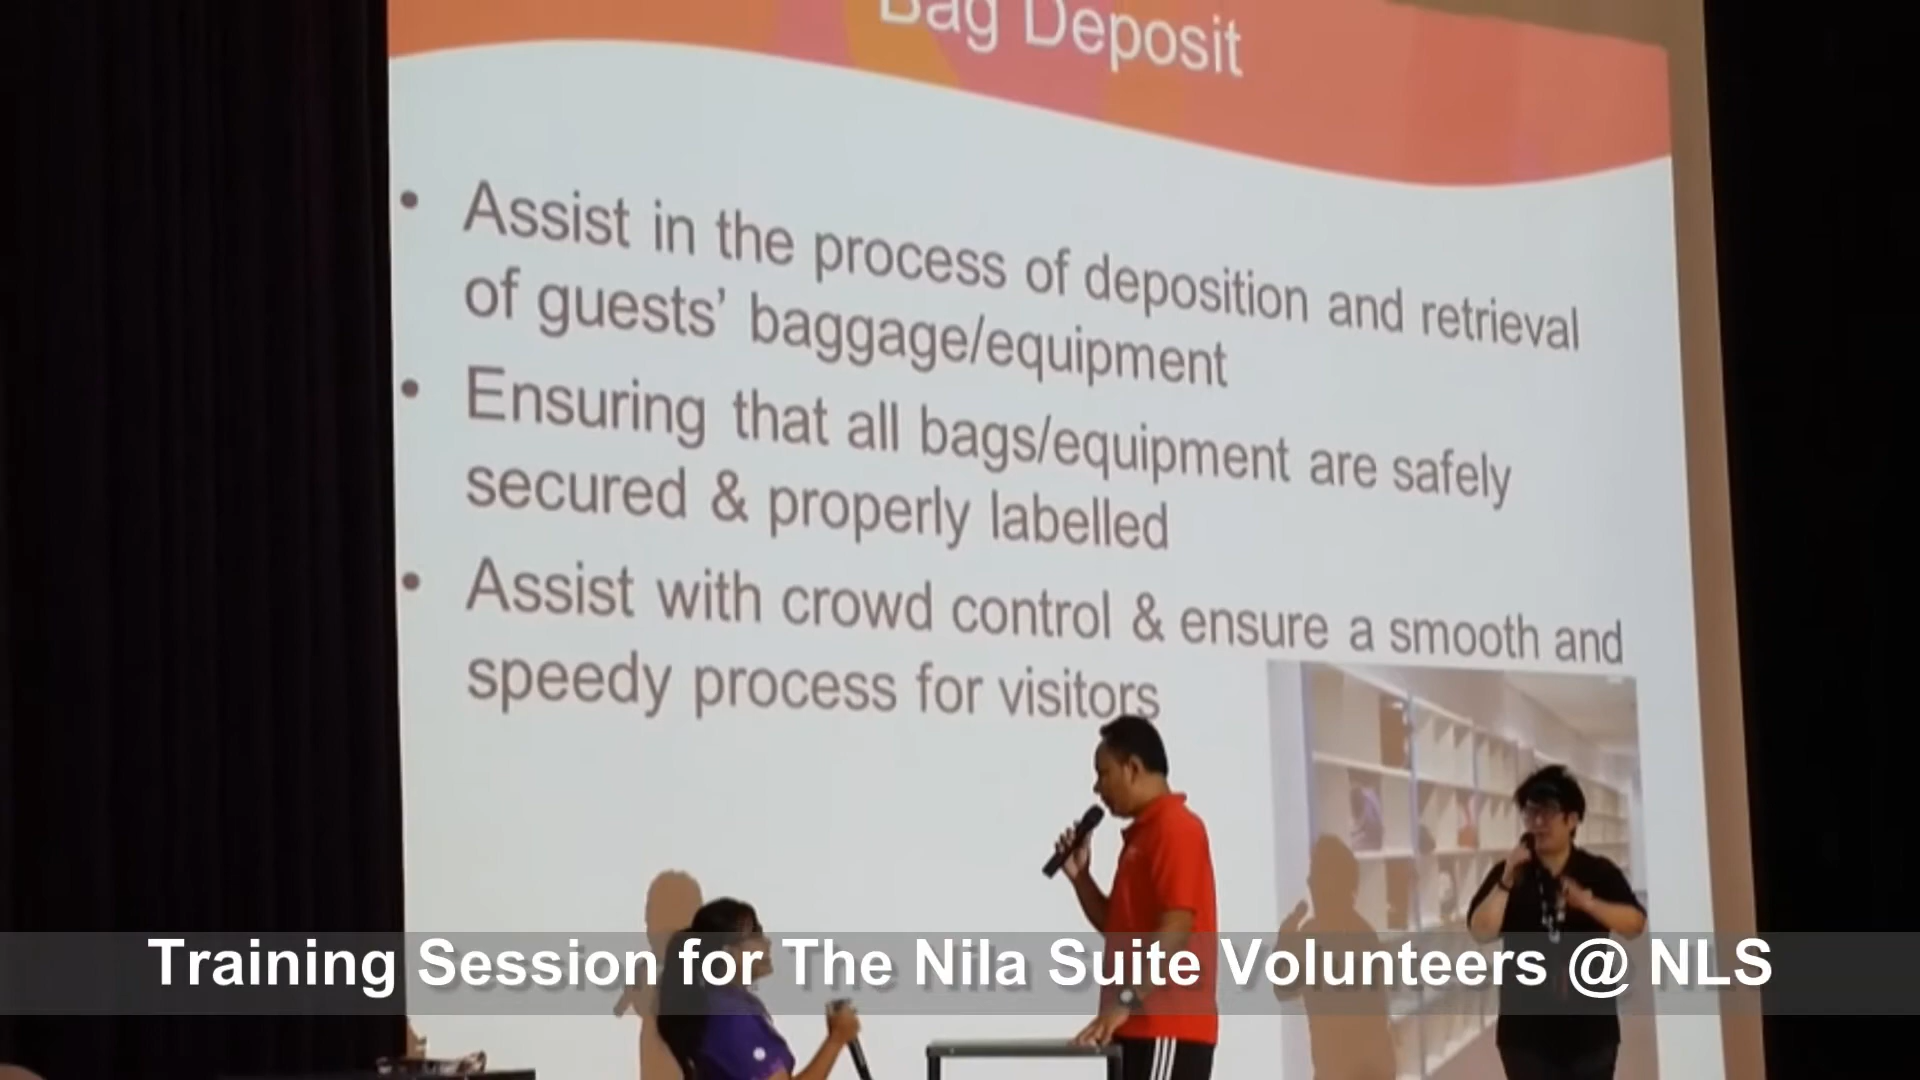 Bag Deposit
• Assist in the process of deposition and retrieval
of guests’ baggage/equipment
• Ensuring that all bags/equipment are safely
secured & properly labelled
• Assist with crowd control & ensure a smooth and
speedy process for visitors
Training Session for The Nila Suite Volunteers @ NLS